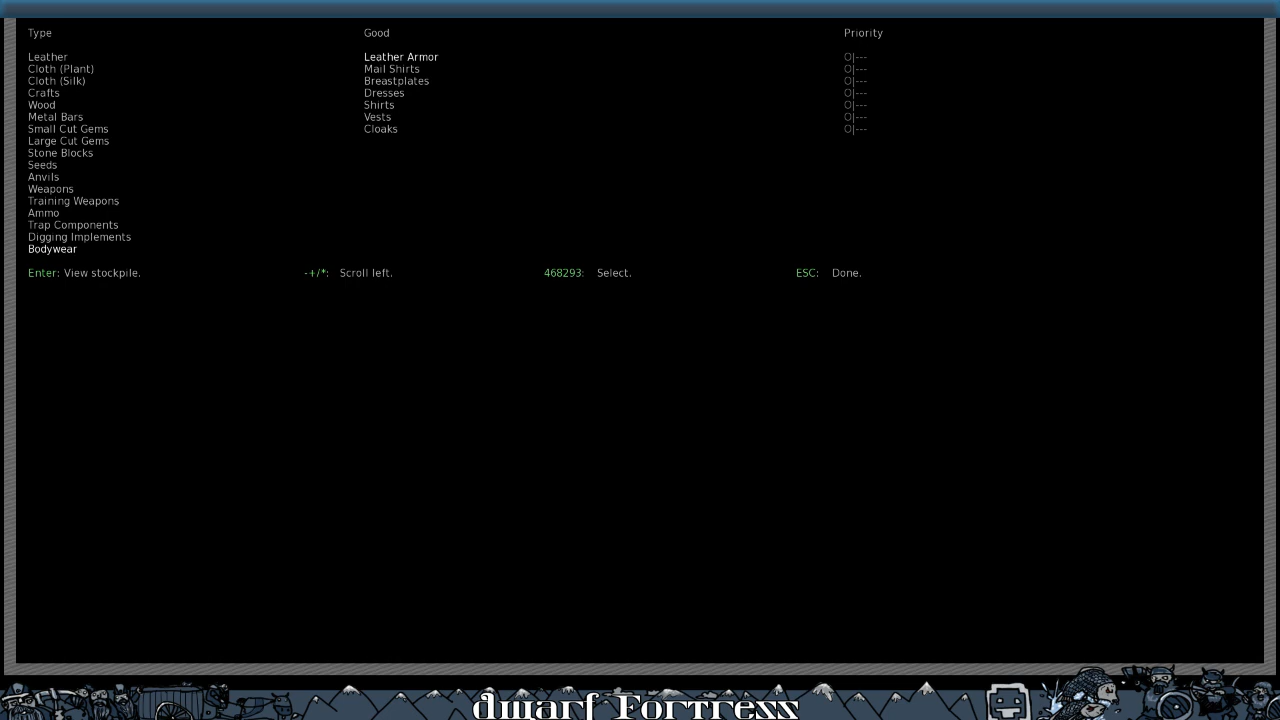 Type Good Priority
Leather Leather Armor O|---
Cloth (Plant) Mail Shirts O|---
Cloth (Silk) Breastplates O|---
Crafts Dresses O|---
Wood Shirts O|---
Metal Bars Vests O|---
Small Cut Gems Cloaks O|---
Large Cut Gems
Stone Blocks
Seeds
Anvils
Weapons
Training Weapons
Ammo
Trap Components
Digging Implements
Bodywear
Enter: View stockpile. -+/*: Scroll left. 468293: Select. ESC: Done.
dwarf Fortress